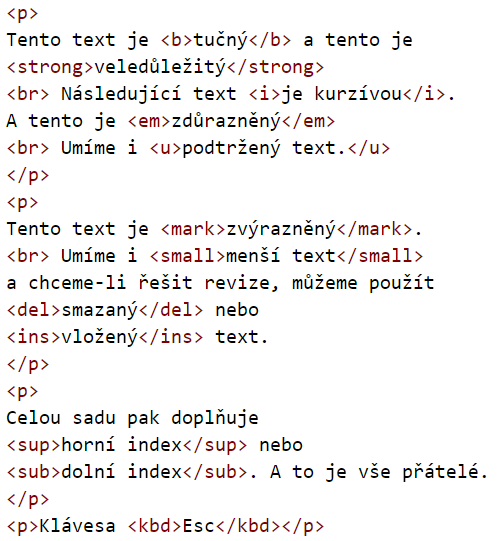 <p>
Tento text je <b>tučný</b> a tento je
<strong>veledůležitý</strong>
<br> Následující text <i>je kurzívou</i>.
A tento je <em>zdůrazněný</em>
<br> Umíme i <u>podtržený text.</u>
</p>
<p>
Tento text je <mark>zvýrazněný</mark>.
<br> Umíme i <small>menší text</small>
a chceme-li řešit revize, můžeme použít
<del>smazaný</del> nebo
<ins>vložený</ins> text.
</p>
<p>
Celou sadu pak doplňuje
<sup>horní index</sup> nebo
<sub>dolní index</sub>. A to je vše přátelé.
</p>
<p>Klávesa <kbd>Esc</kbd></p>